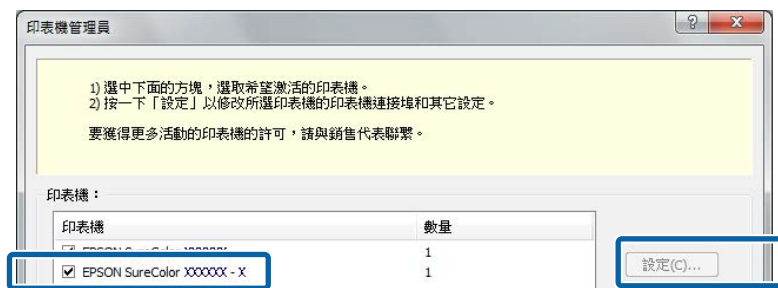 印表機管理員
1) 選中下面的方塊，選取希望激活的印表機。
2) 按一下「設定」以修改所選印表機的印表機連接埠和其它設定。
要獲得更多活動的印表機的許可，請與銷售代表聯繫。
印表機：
印表機 數量
EPSON SureColor XXXXXX 1
EPSON SureColor XXXXXX - X 1
設定(C)...